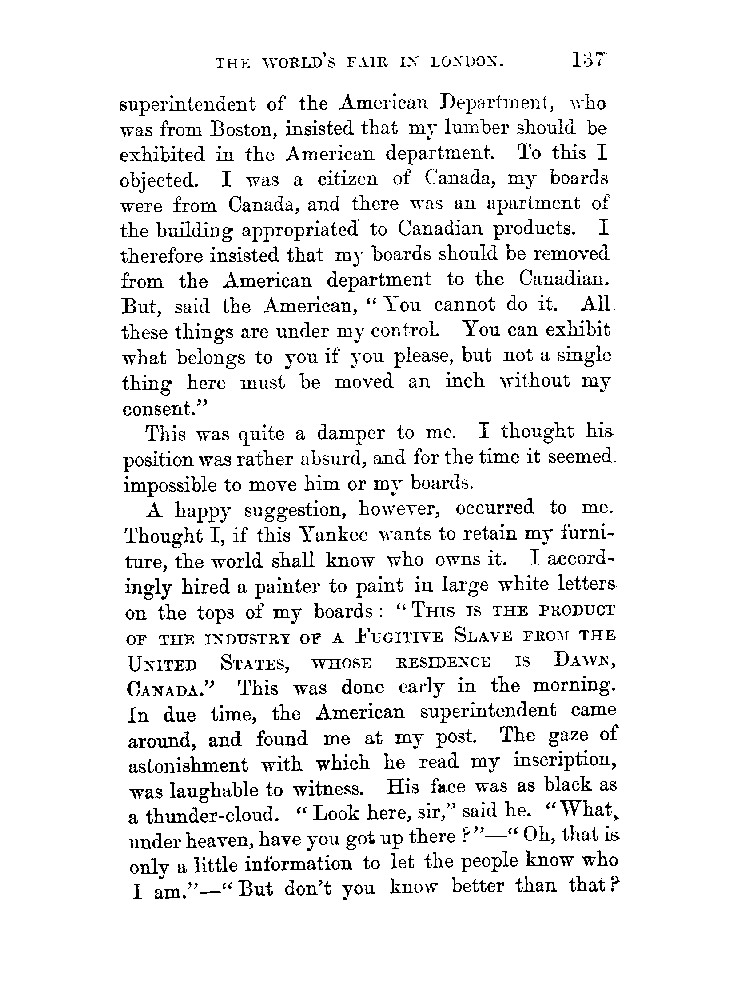 THE WORLD'S FAIR IN LONDON. 137
superintendent of the American Department, who
was from Boston, insisted that my lumber should be
exhibited in the American department. To this I
objected. I was a citizen of Canada, my boards
were from Canada, and there was an apartment of
the building appropriated to Canadian products. I
therefore insisted that my boards should be removed
from the American department to the Canadian.
But, said the American, "You cannot do it. All
these things are under my control. You can exhibit
what belongs to you if you please, but not a single
thing here must be moved an inch without my
consent."
This was quite a damper to me. I thought his
position was rather absurd, and for the time it seemed
impossible to move him or my boards.
A happy suggestion, however, occurred to me.
Thought I, if this Yankee wants to retain my furni-
ture, the world shall know who owns it. I accord-
ingly hired a painter to paint in large white letters
on the tops of my boards: "THIS IS THE PRODUCT
OF THE INDUSTRY OF A FUGITIVE SLAVE FROM THE
UNITED STATES, WHOSE RESIDENCE IS DAWN,
CANADA." This was done early in the morning.
In due time, the American superintendent came
around, and found me at my post. The gaze of
astonishment with which he read my inscription,
was laughable to witness. His face was as black as
a thunder-cloud. "Look here, sir," said he. "What,
under heaven, have you got up there?"—"Oh, that is
only a little information to let the people know who
I am."—"But don't you know better than that?